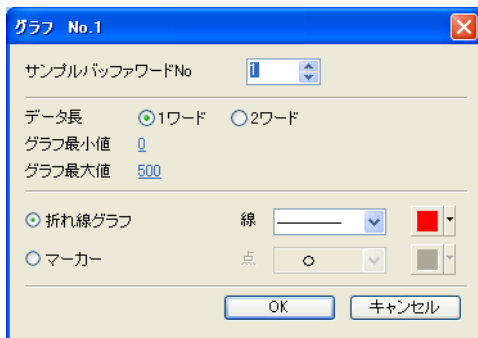 グラフ No.1
サンプルバッファワードNo 1
データ長 1ワード 2ワード
グラフ最小値 0
グラフ最大値 500
折れ線グラフ 線
マーカー 点
OK キャンセル